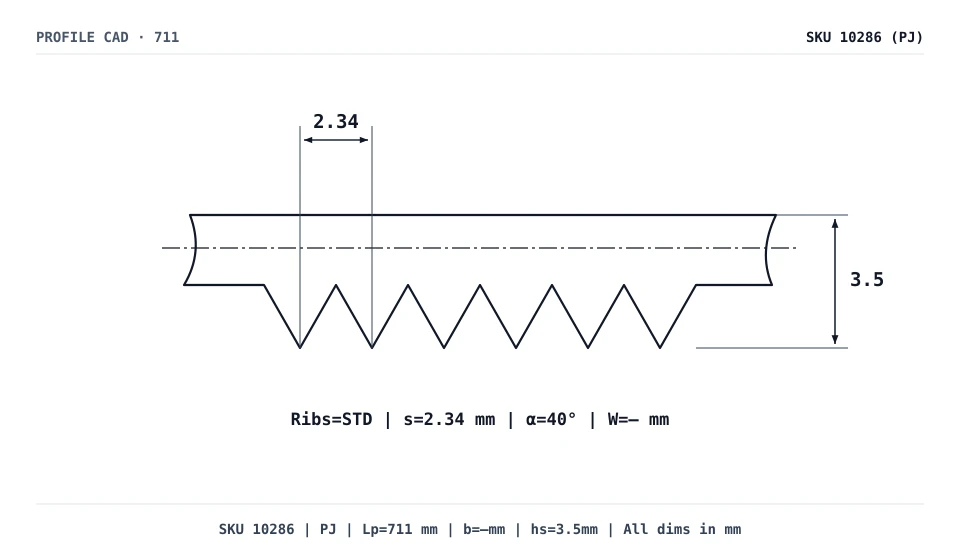 PROFILE CAD · 711
SKU 10286 (PJ)
2.34
3.5
Ribs=STD | s=2.34 mm | α=40° | W=— mm
SKU 10286 | PJ | Lp=711 mm | b=—mm | hs=3.5mm | All dims in mm